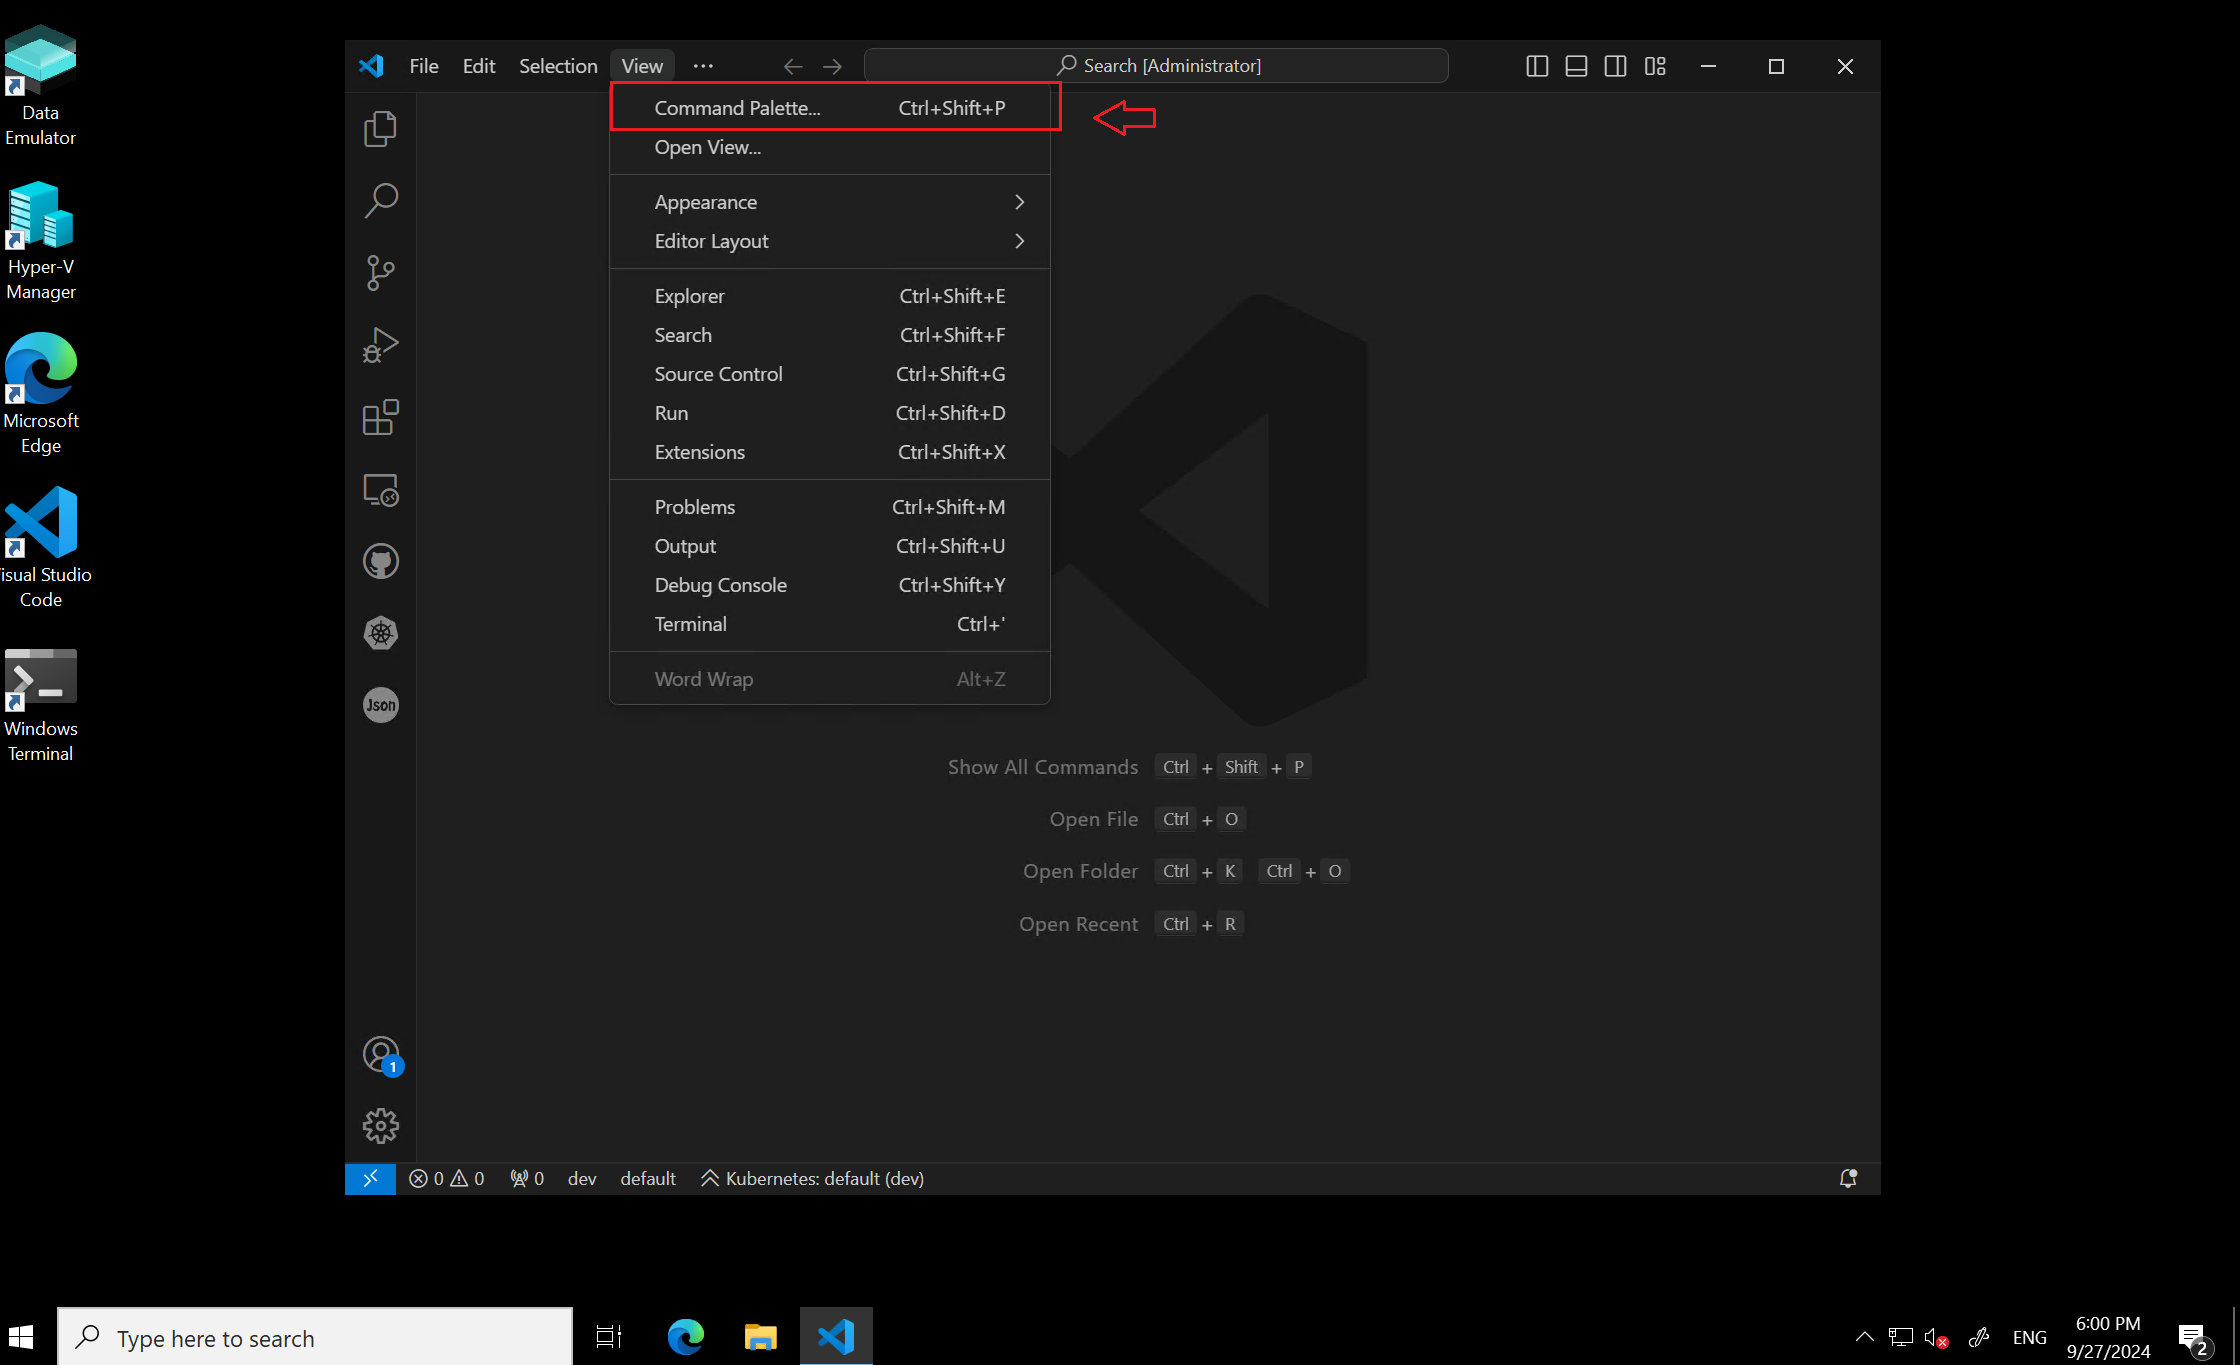 Data
Emulator
Hyper-V
Manager
Microsoft
Edge
isual Studio
Code
Windows
Terminal
File Edit Selection View ··· Search [Administrator]
Command Palette... Ctrl+Shift+P
Open View...
Appearance
Editor Layout
Explorer Ctrl+Shift+E
Search Ctrl+Shift+F
Source Control Ctrl+Shift+G
Run Ctrl+Shift+D
Extensions Ctrl+Shift+X
Problems Ctrl+Shift+M
Output Ctrl+Shift+U
Debug Console Ctrl+Shift+Y
Terminal Ctrl+'
Word Wrap Alt+Z
Json
Show All Commands Ctrl + Shift + P
Open File Ctrl + O
Open Folder Ctrl + K Ctrl + O
Open Recent Ctrl + R
1
0 0 0 dev default Kubernetes: default (dev)
Type here to search
ENG
6:00 PM
9/27/2024
2